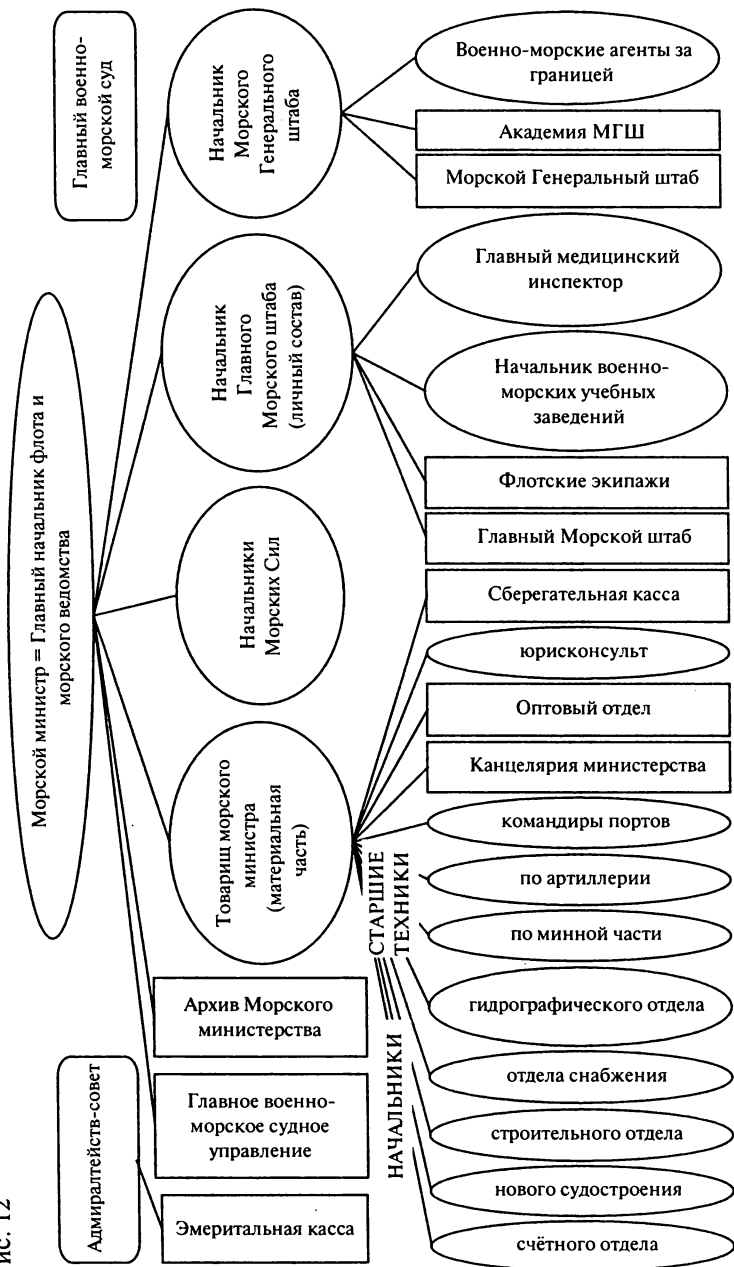 ис. 12
Адмиралтейств-совет
Морской министр = Главный начальник флота и
морского ведомства
Главный военно-
морской суд
Эмеритальная касса
Главное военно-
морское судное
управление
Архив Морского
министерства
Товарищ морского
министра
(материальная
часть)
Начальники
Морских Сил
Начальник
Главного
Морского штаба
(личный состав)
Начальник
Морского
Генерального
штаба
НАЧАЛЬНИКИ
СТАРШИЕ
ТЕХНИКИ
Военно-морские агенты за
границей
Академия МГШ
Морской Генеральный штаб
Главный медицинский
инспектор
Начальник военно-
морских учебных
заведений
Флотские экипажи
Главный Морской штаб
Сберегательная касса
юрисконсульт
Оптовый отдел
Канцелярия министерства
командиры портов
по артиллерии
по минной части
гидрографического отдела
отдела снабжения
строительного отдела
нового судостроения
счётного отдела